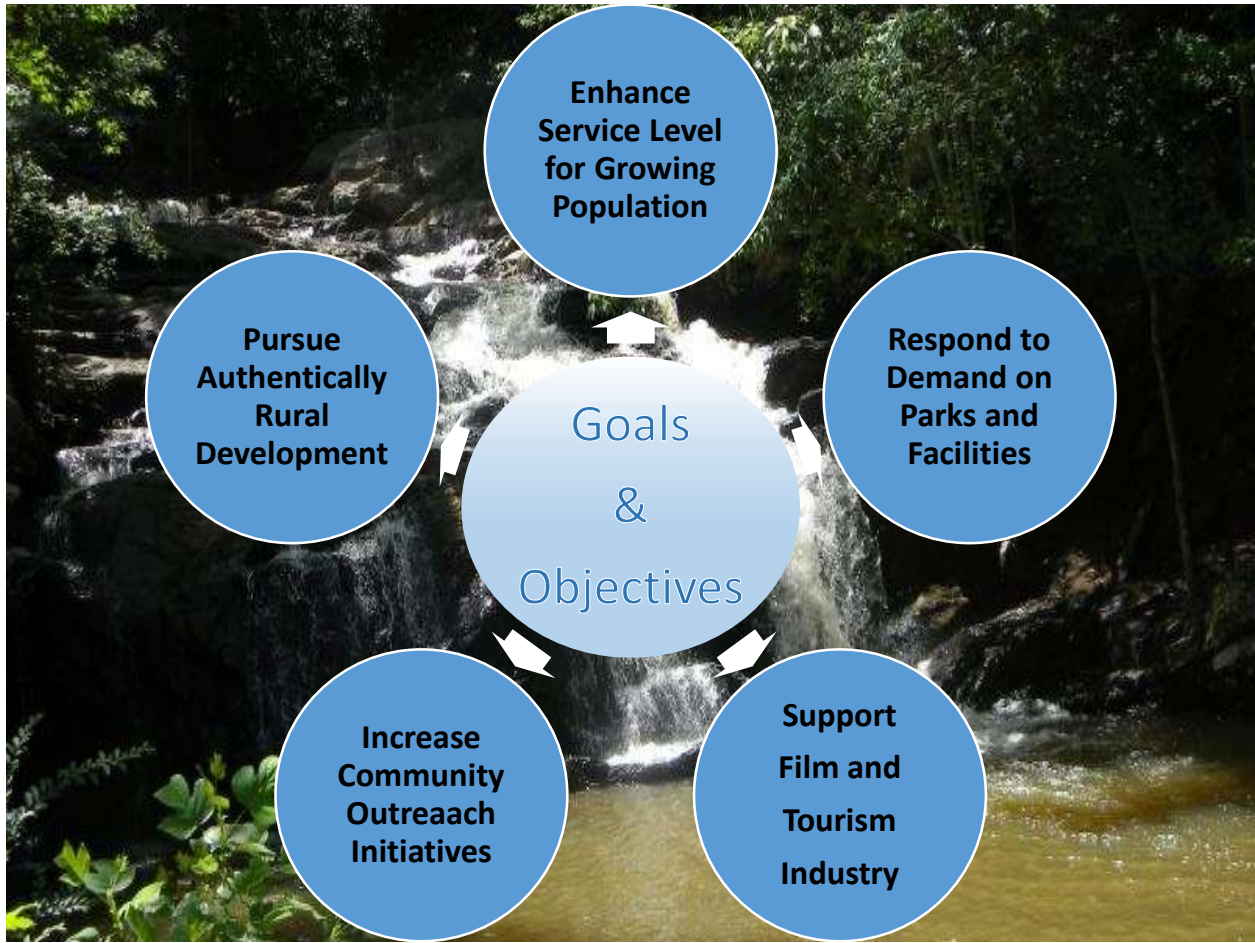 Enhance
Service Level
for Growing
Population
Pursue
Authentically
Rural
Development
Respond to
Demand on
Parks and
Facilities
Goals
&
Objectives
Increase
Community
Outreaach
Initiatives
Support
Film and
Tourism
Industry